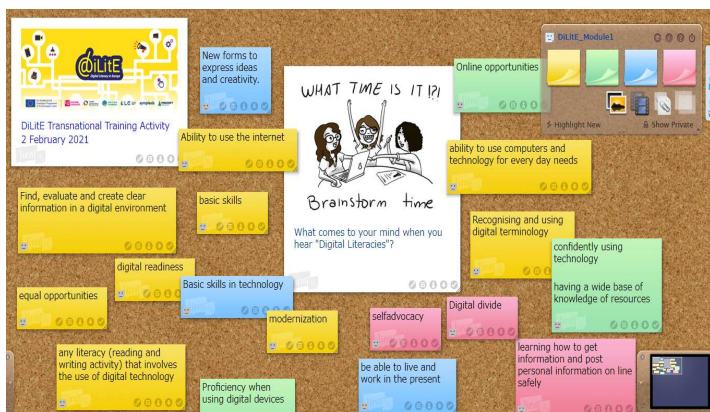 @iLitE
Digital Literacy in Europe
DiLitE Transnational Training Activity
2 February 2021
New forms to
express ideas
and creativity.
WHAT TIME IS IT !?!
Brainstorm time
What comes to your mind when you
hear "Digital Literacies"?
Online opportunities
DiLitE_Module1
Highlight New
Show Private
Ability to use the internet
ability to use computers and
technology for every day needs
Find, evaluate and create clear
information in a digital environment
basic skills
Recognising and using
digital terminology
confidently using
technology
having a wide base of
knowledge of resources
digital readiness
Basic skills in technology
equal opportunities
modernization
selfadvocacy
Digital divide
any literacy (reading and
writing activity) that involves
the use of digital technology
Proficiency when
using digital devices
be able to live and
work in the present
learning how to get
information and post
personal information on line
safely